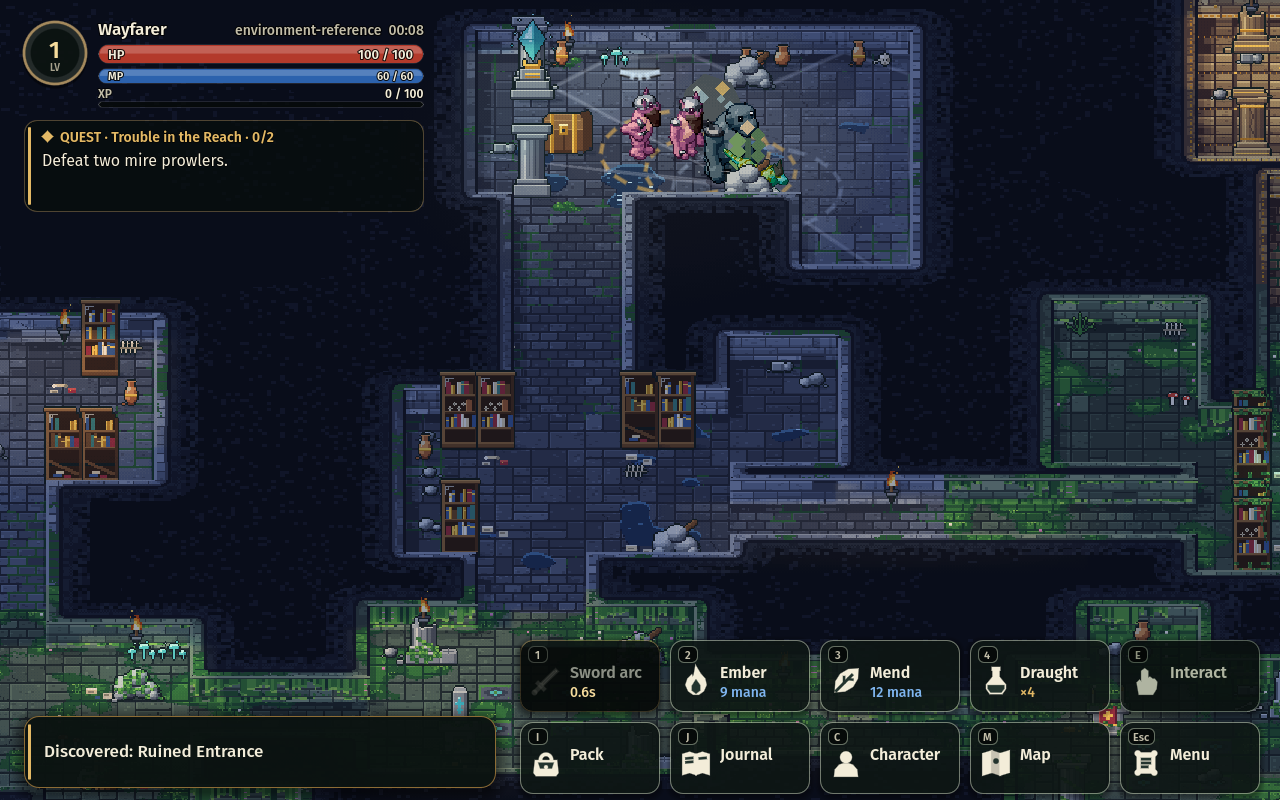 1
LV
Wayfarer
environment-reference 00:08
HP 100 / 100
MP 60 / 60
XP 0 / 100
QUEST · Trouble in the Reach · 0/2
Defeat two mire prowlers.
1 Sword arc 0.6s
2 Ember 9 mana
3 Mend 12 mana
4 Draught ×4
E Interact
Discovered: Ruined Entrance
I Pack
J Journal
C Character
M Map
Esc Menu